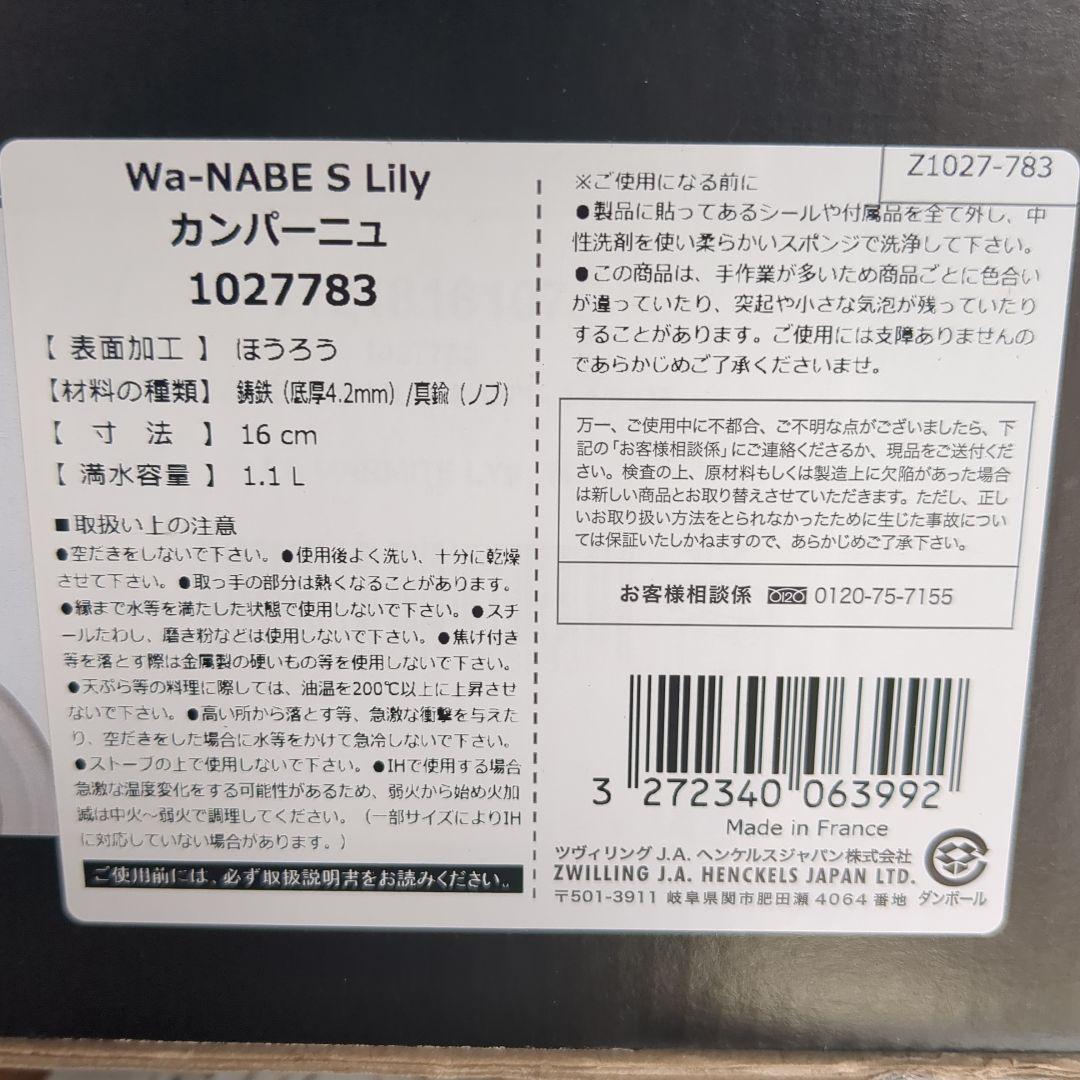 Wa-NABE S Lily
カンパーニュ
1027783
【 表面加工 】 ほうろう
【材料の種類】 鋳鉄（底厚4.2mm）/真鍮（ノブ）
【 寸 法 】 16 cm
【 満水容量 】 1.1 L
■取扱い上の注意
●空だきをしないで下さい。●使用後よく洗い、十分に乾燥
させて下さい。●取っ手の部分は熱くなることがあります。
●縁まで水等を満たした状態で使用しないで下さい。●スチ
ールたわし、磨き粉などは使用しないで下さい。●焦げ付き
等を落とす際は金属製の硬いもの等を使用しないで下さい。
●天ぷら等の料理に際しては、油温を200℃以上に上昇させ
ないで下さい。●高い所から落とす等、急激な衝撃を与えた
り、空だきをした場合に水等をかけて急冷しないで下さい。
●ストーブの上で使用しないで下さい。●IHで使用する場合
急激な温度変化をする可能性があるため、弱火から始め火加
減は中火～弱火で調理してください。（一部サイズによりIH
に対応していない場合があります。）
ご使用前には、必ず取扱説明書をお読みください。
Z1027-783
※ご使用になる前に
●製品に貼ってあるシールや付属品を全て外し、中
性洗剤を使い柔らかいスポンジで洗浄して下さい。
●この商品は、手作業が多いため商品ごとに色合い
が違っていたり、突起や小さな気泡が残っていたり
することがあります。ご使用には支障ありませんの
であらかじめご了承くださいませ。
万一、ご使用中に不都合、ご不明な点がございましたら、下
記の「お客様相談係」にご連絡くださるか、現品をご送付くだ
さい。検査の上、原材料もしくは製造上に欠陥があった場合
は新しい商品とお取り替えさせていただきます。ただし、正し
いお取り扱い方法をとられなかったために生じた事故につい
ては保証いたしかねますので、あらかじめご了承下さい。
お客様相談係 0120-75-7155
3 272340 063992
Made in France
ツヴィリング J.A. ヘンケルスジャパン株式会社
ZWILLING J.A. HENCKELS JAPAN LTD.
〒501-3911 岐阜県関市肥田瀬 4064 番地
ダンボール